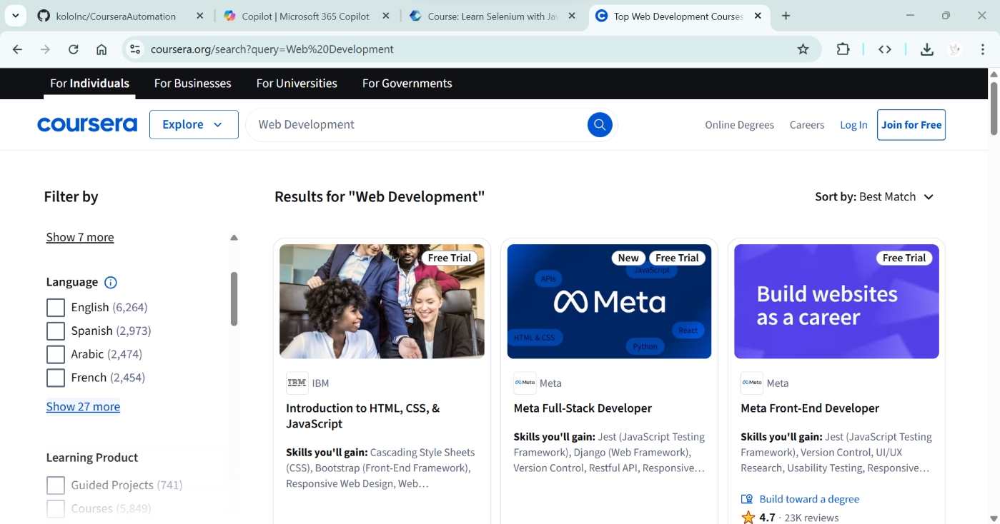 koloInc/CourseraAutomation
Copilot | Microsoft 365 Copilot
Course: Learn Selenium with Jav
Top Web Development Courses
coursera.org/search?query=Web%20Development
For Individuals
For Businesses
For Universities
For Governments
coursera
Explore
Web Development
Online Degrees
Careers
Log In
Join for Free
Filter by
Results for "Web Development"
Sort by: Best Match
Show 7 more
Language
English (6,264)
Spanish (2,973)
Arabic (2,474)
French (2,454)
Show 27 more
Learning Product
Guided Projects (741)
Courses (5,849)
Free Trial
IBM
IBM
Introduction to HTML, CSS, &
JavaScript
Skills you'll gain: Cascading Style Sheets
(CSS), Bootstrap (Front-End Framework),
Responsive Web Design, Web…
New
Free Trial
JavaScript
APIs
Meta
React
HTML & CSS
Python
Meta
Meta
Meta Full-Stack Developer
Skills you'll gain: Jest (JavaScript Testing
Framework), Django (Web Framework),
Version Control, Restful API, Responsive…
Free Trial
Build websites
as a career
Meta
Meta
Meta Front-End Developer
Skills you'll gain: Jest (JavaScript Testing
Framework), Version Control, UI/UX
Research, Usability Testing, Responsive…
Build toward a degree
4.7 · 23K reviews